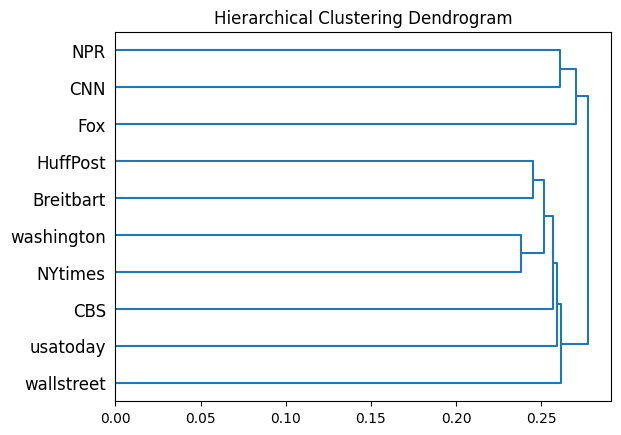 Hierarchical Clustering Dendrogram
NPR
CNN
Fox
HuffPost
Breitbart
washington
NYtimes
CBS
usatoday
wallstreet
0.00 0.05 0.10 0.15 0.20 0.25